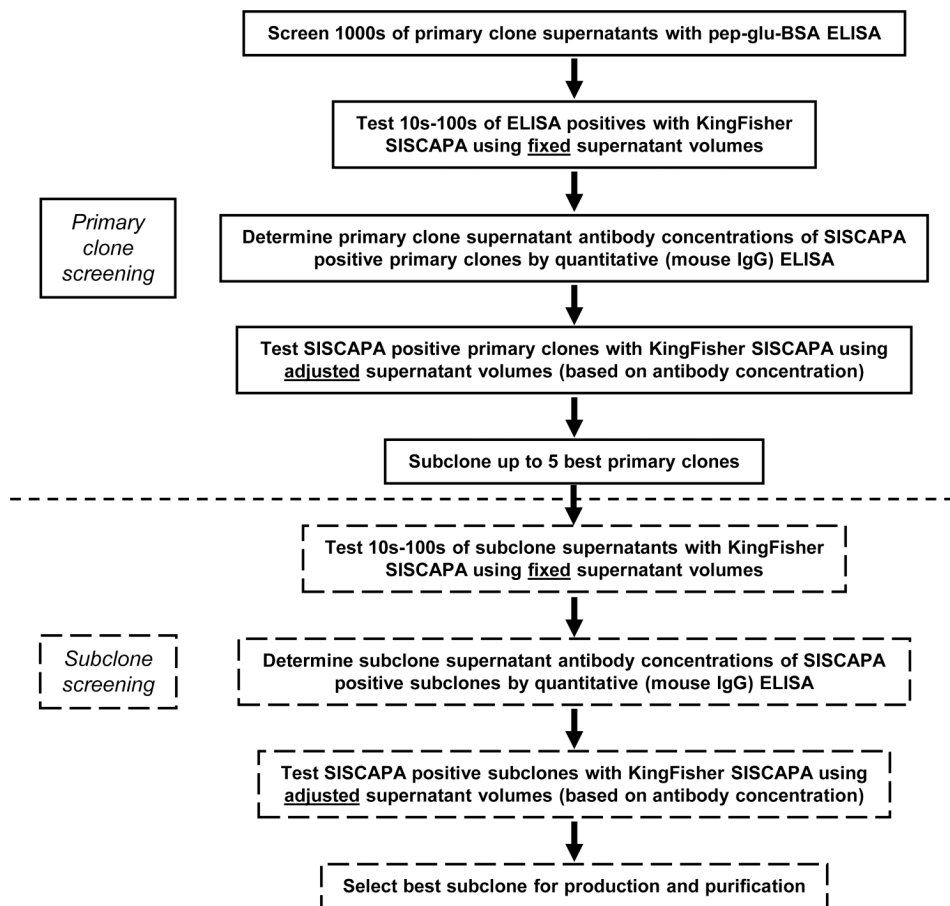 Screen 1000s of primary clone supernatants with pep-glu-BSA ELISA
Test 10s-100s of ELISA positives with KingFisher
SISCAPA using fixed supernatant volumes
Primary
clone
screening
Determine primary clone supernatant antibody concentrations of SISCAPA
positive primary clones by quantitative (mouse IgG) ELISA
Test SISCAPA positive primary clones with KingFisher SISCAPA using
adjusted supernatant volumes (based on antibody concentration)
Subclone up to 5 best primary clones
Test 10s-100s of subclone supernatants with KingFisher
SISCAPA using fixed supernatant volumes
Subclone
screening
Determine subclone supernatant antibody concentrations of SISCAPA
positive subclones by quantitative (mouse IgG) ELISA
Test SISCAPA positive subclones with KingFisher SISCAPA using
adjusted supernatant volumes (based on antibody concentration)
Select best subclone for production and purification